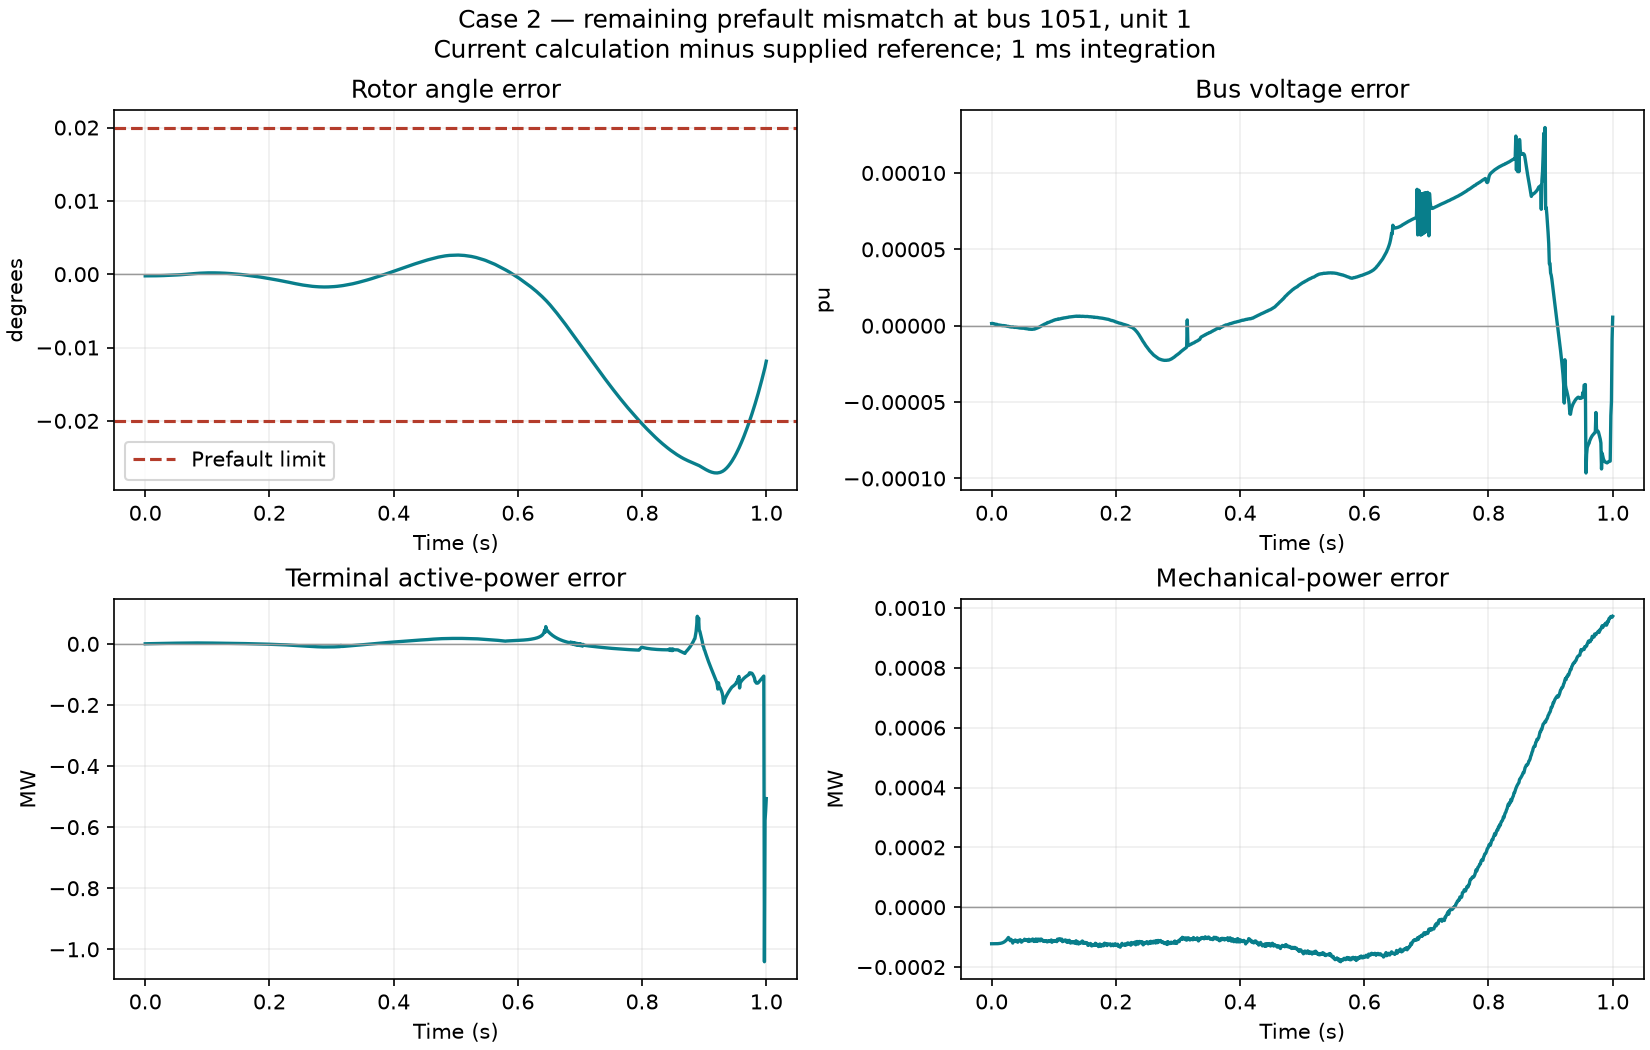 Case 2 — remaining prefault mismatch at bus 1051, unit 1
Current calculation minus supplied reference; 1 ms integration
Rotor angle error
0.02
0.01
0.00
−0.01
−0.02
degrees
Prefault limit
0.0 0.2 0.4 0.6 0.8 1.0
Time (s)
Bus voltage error
0.00010
0.00005
0.00000
−0.00005
−0.00010
pu
0.0 0.2 0.4 0.6 0.8 1.0
Time (s)
Terminal active-power error
0.0
−0.2
−0.4
−0.6
−0.8
−1.0
MW
0.0 0.2 0.4 0.6 0.8 1.0
Time (s)
Mechanical-power error
0.0010
0.0008
0.0006
0.0004
0.0002
0.0000
−0.0002
MW
0.0 0.2 0.4 0.6 0.8 1.0
Time (s)